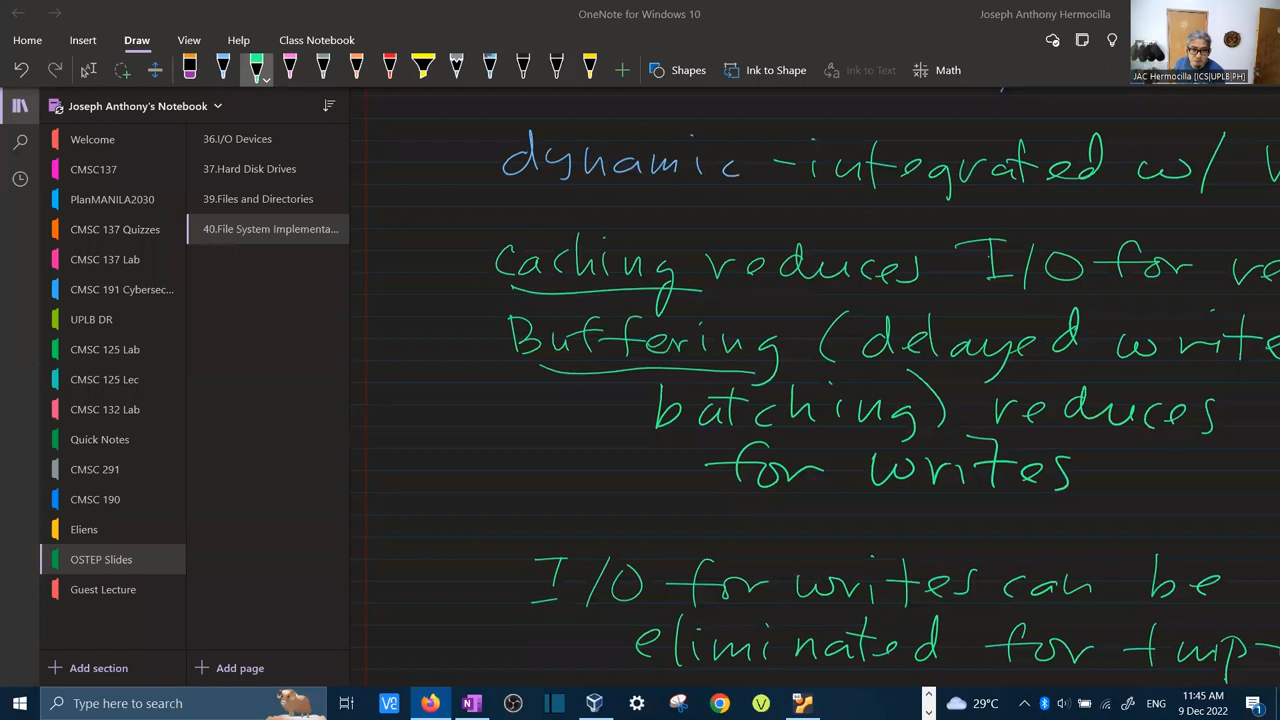 OneNote for Windows 10
Joseph Anthony Hermocilla
Home Insert Draw View Help Class Notebook
Shapes Ink to Shape Ink to Text Math
JAC Hermocilla [ICS|UPLB|PH]
Joseph Anthony's Notebook
Welcome
CMSC137
PlanMANILA2030
CMSC 137 Quizzes
CMSC 137 Lab
CMSC 191 Cybersec...
UPLB DR
CMSC 125 Lab
CMSC 125 Lec
CMSC 132 Lab
Quick Notes
CMSC 291
CMSC 190
Eliens
OSTEP Slides
Guest Lecture
Add section
36.I/O Devices
37.Hard Disk Drives
39.Files and Directories
40.File System Implementa...
Add page
dynamic - integrated w/
Caching reduces I/O for re
Buffering (delayed write
batching) reduces
for writes
I/O for writes can be
eliminated for tmp
Type here to search
29°C
ENG
11:45 AM
9 Dec 2022